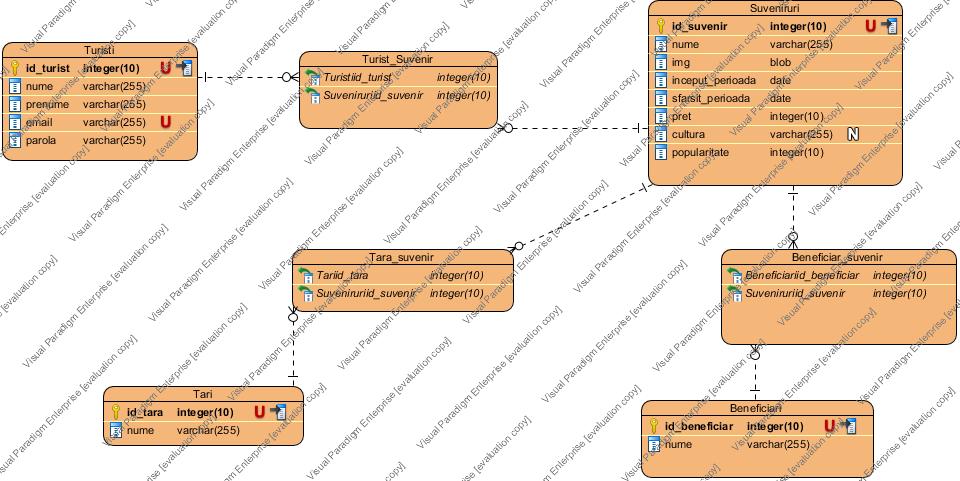 Turisti
id_turist integer(10) U
nume varchar(255)
prenume varchar(255)
email varchar(255) U
parola varchar(255)
Turist_Suvenir
Turistiid_turist integer(10)
Suveniruriid_suvenir integer(10)
Suveniruri
id_suvenir integer(10) U
nume varchar(255)
img blob
inceput_perioada date
sfarsit_perioada date
pret integer(10)
cultura varchar(255) N
popularitate integer(10)
Tara_suvenir
Tariid_tara integer(10)
Suveniruriid_suvenir integer(10)
Beneficiar_suvenir
Beneficiariid_beneficiar integer(10)
Suveniruriid_suvenir integer(10)
Tari
id_tara integer(10) U
nume varchar(255)
Beneficiari
id_beneficiar integer(10) U
nume varchar(255)
Visual Paradigm Enterprise [evaluation copy]